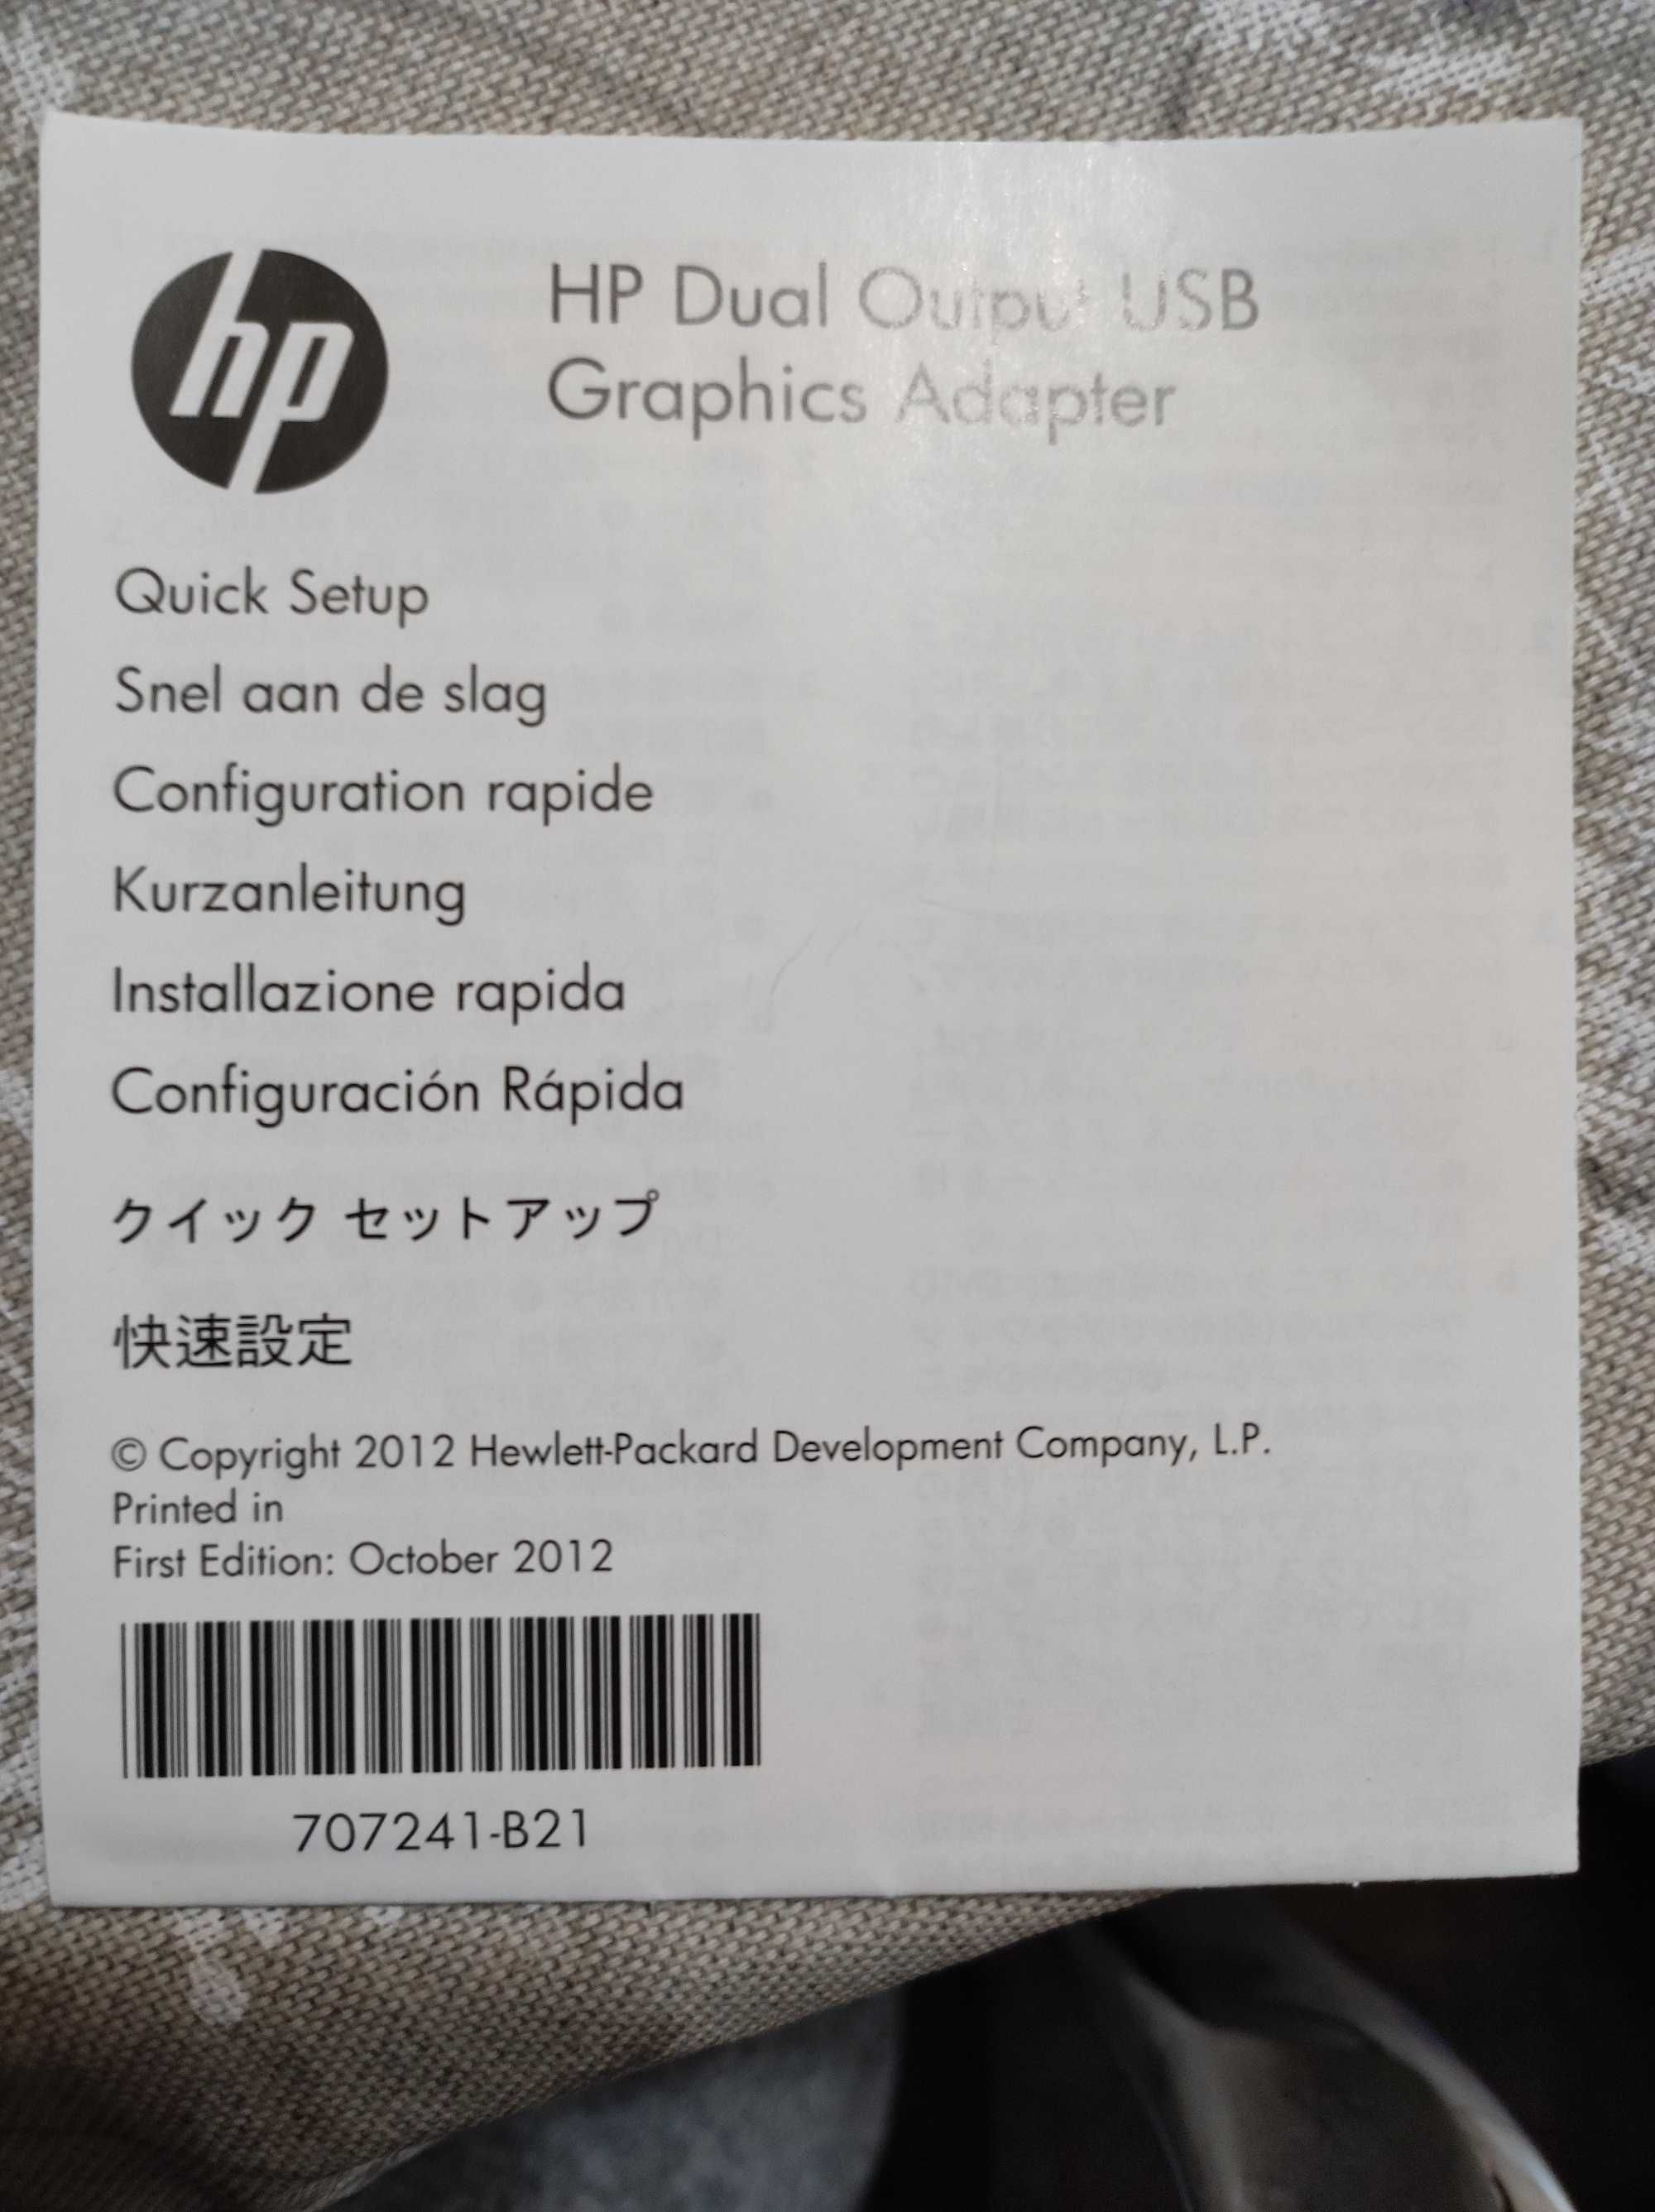 hp
HP Dual Output USB
Graphics Adapter
Quick Setup
Snel aan de slag
Configuration rapide
Kurzanleitung
Installazione rapida
Configuración Rápida
クイック セットアップ
快速設定
© Copyright 2012 Hewlett-Packard Development Company, L.P.
Printed in
First Edition: October 2012
707241-B21